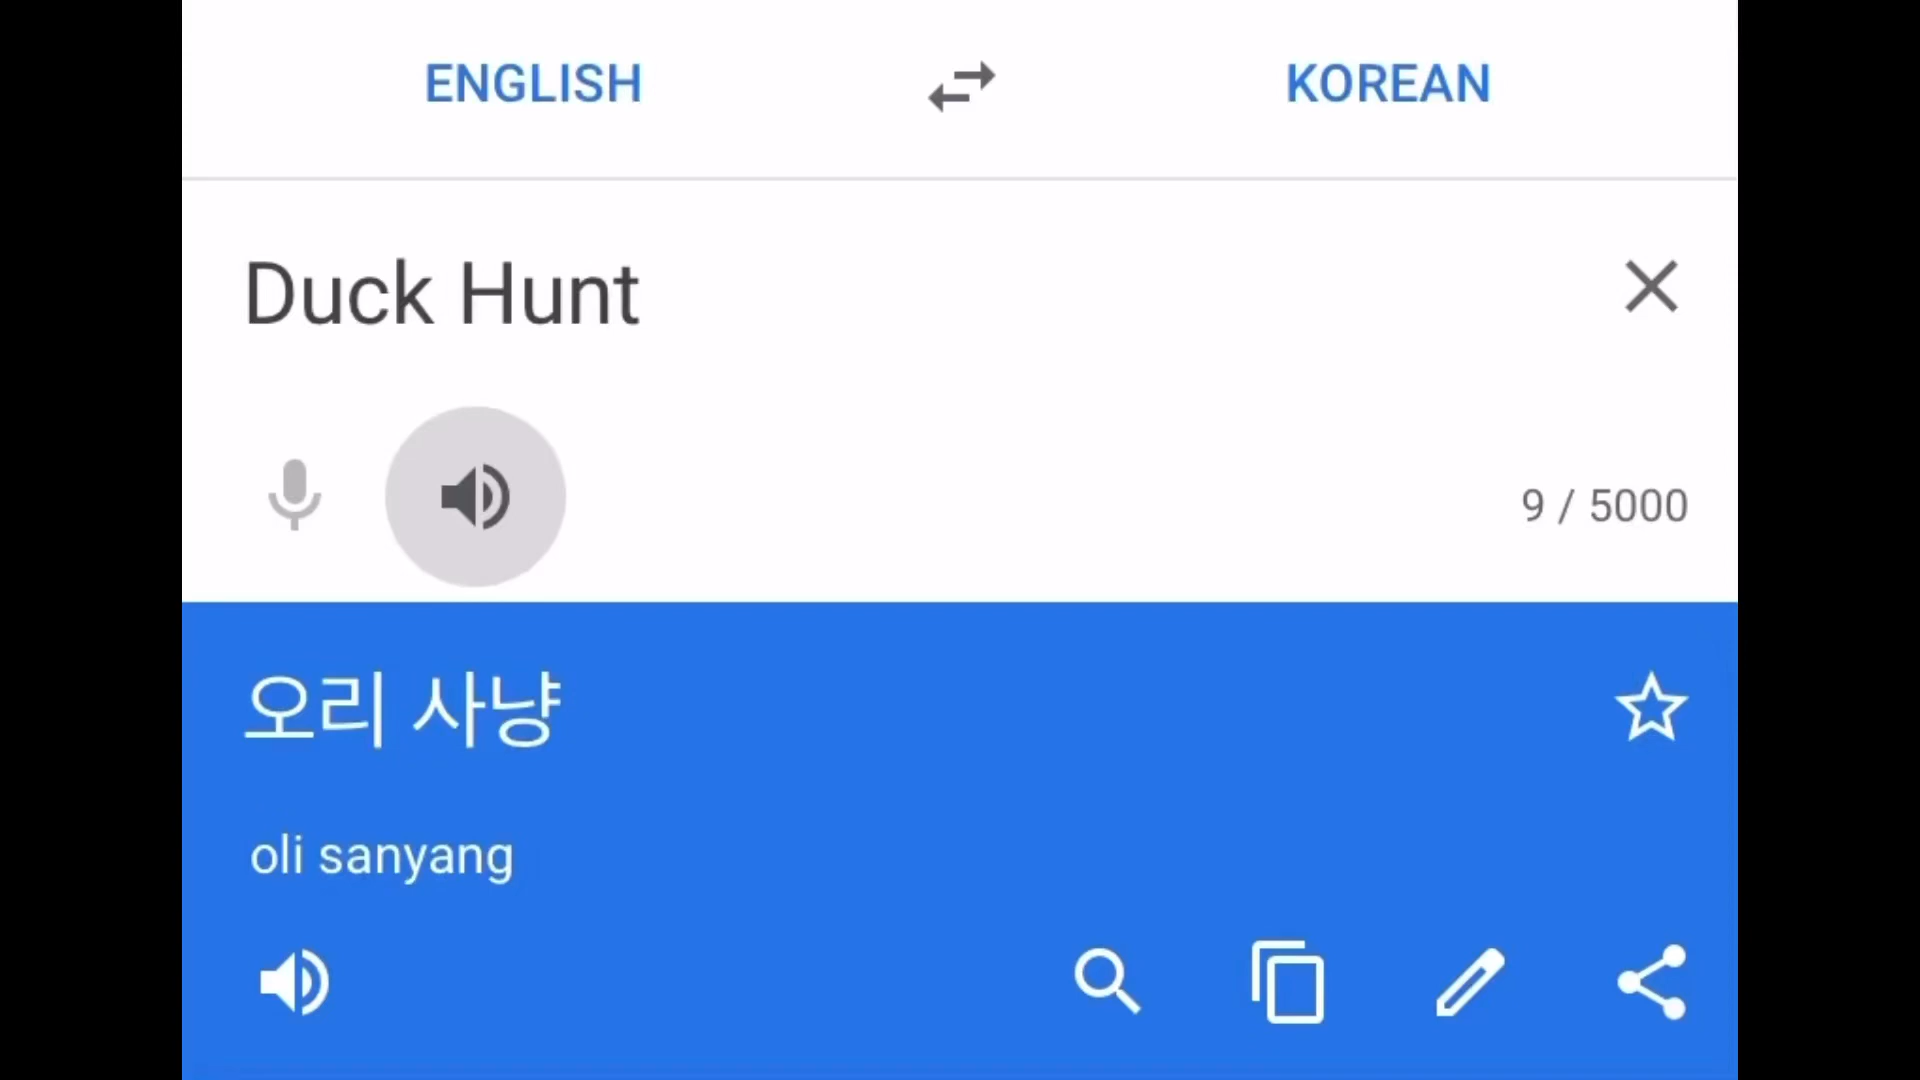 ENGLISH
KOREAN
Duck Hunt
9 / 5000
오리 사냥
oli sanyang